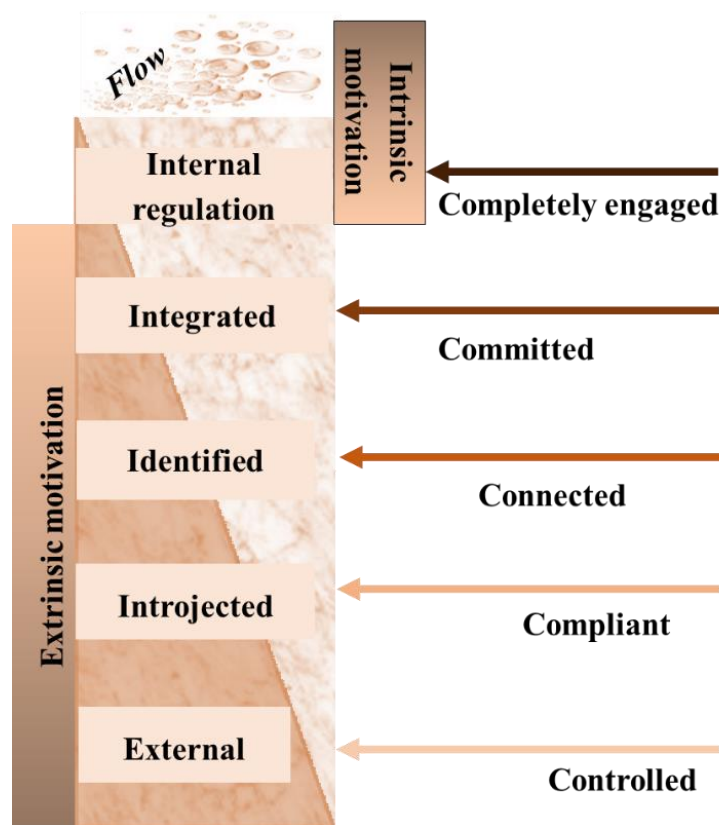 Flow
Intrinsic
motivation
Internal
regulation
Completely engaged
Integrated
Committed
Extrinsic motivation
Identified
Connected
Introjected
Compliant
External
Controlled